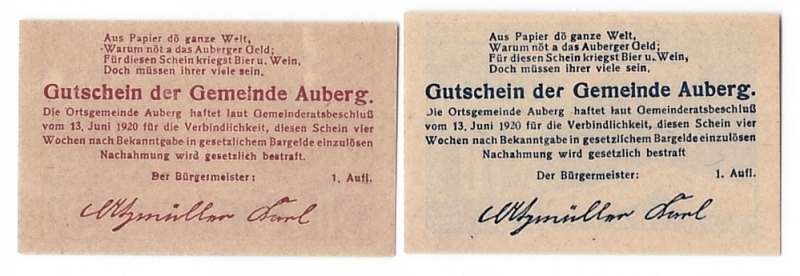 Aus Papier dö ganze Welt,
Warum nöt a das Auberger Geld;
Für diesen Schein kriegst Bier u. Wein,
Doch müssen ihrer viele sein.
Gutschein der Gemeinde Auberg.
Die Ortsgemeinde Auberg haftet laut Gemeinderatsbeschluß
vom 13. Juni 1920 für die Verbindlichkeit, diesen Schein vier
Wochen nach Bekanntgabe in gesetzlichem Bargelde einzulösen
Nachahmung wird gesetzlich bestraft.
Der Bürgermeister: 1. Aufl.
Atzmüller Karl
Aus Papier dö ganze Welt,
Warum nöt a das Auberger Geld;
Für diesen Schein kriegst Bier u. Wein,
Doch müssen ihrer viele sein.
Gutschein der Gemeinde Auberg.
Die Ortsgemeinde Auberg haftet laut Gemeinderatsbeschluß
vom 13. Juni 1920 für die Verbindlichkeit, diesen Schein vier
Wochen nach Bekanntgabe in gesetzlichem Bargelde einzulösen
Nachahmung wird gesetzlich bestraft
Der Bürgermeister: 1. Aufl.
Atzmüller Karl